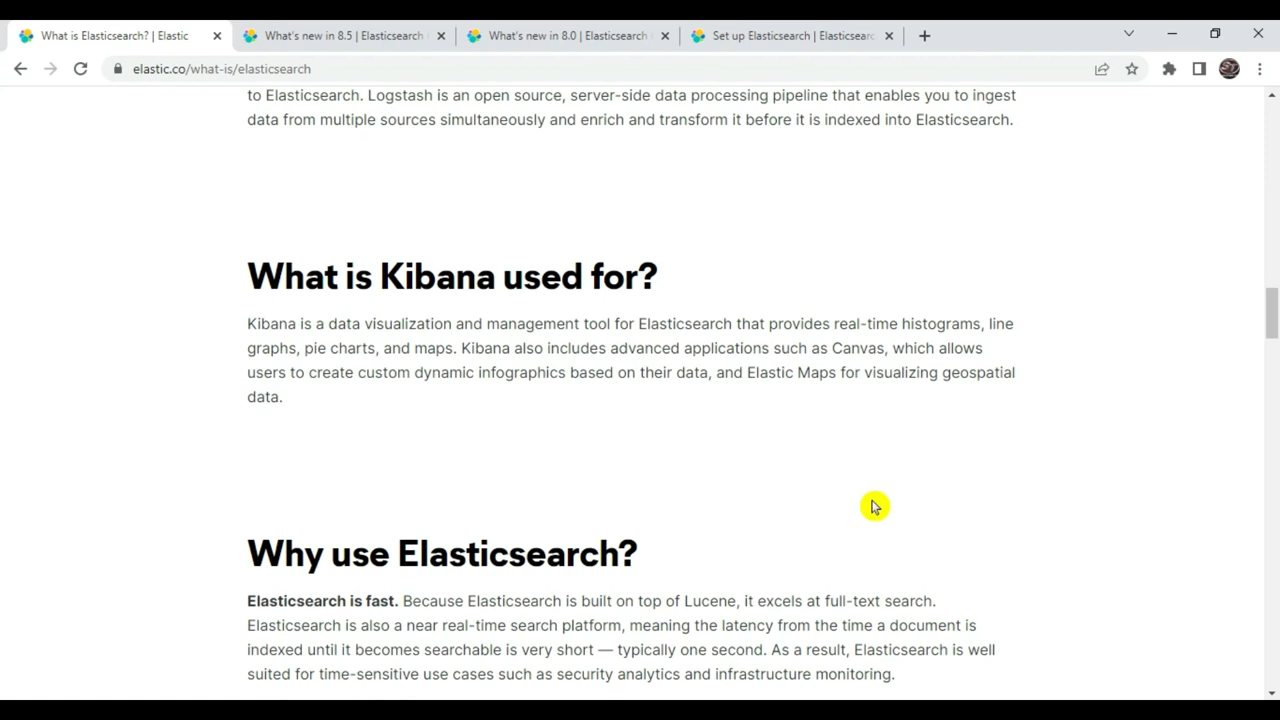 What is Elasticsearch? | Elastic
What's new in 8.5 | Elasticsearch
What's new in 8.0 | Elasticsearch
Set up Elasticsearch | Elasticsearc
elastic.co/what-is/elasticsearch
to Elasticsearch. Logstash is an open source, server-side data processing pipeline that enables you to ingest
data from multiple sources simultaneously and enrich and transform it before it is indexed into Elasticsearch.
What is Kibana used for?
Kibana is a data visualization and management tool for Elasticsearch that provides real-time histograms, line
graphs, pie charts, and maps. Kibana also includes advanced applications such as Canvas, which allows
users to create custom dynamic infographics based on their data, and Elastic Maps for visualizing geospatial
data.
Why use Elasticsearch?
Elasticsearch is fast. Because Elasticsearch is built on top of Lucene, it excels at full-text search.
Elasticsearch is also a near real-time search platform, meaning the latency from the time a document is
indexed until it becomes searchable is very short — typically one second. As a result, Elasticsearch is well
suited for time-sensitive use cases such as security analytics and infrastructure monitoring.